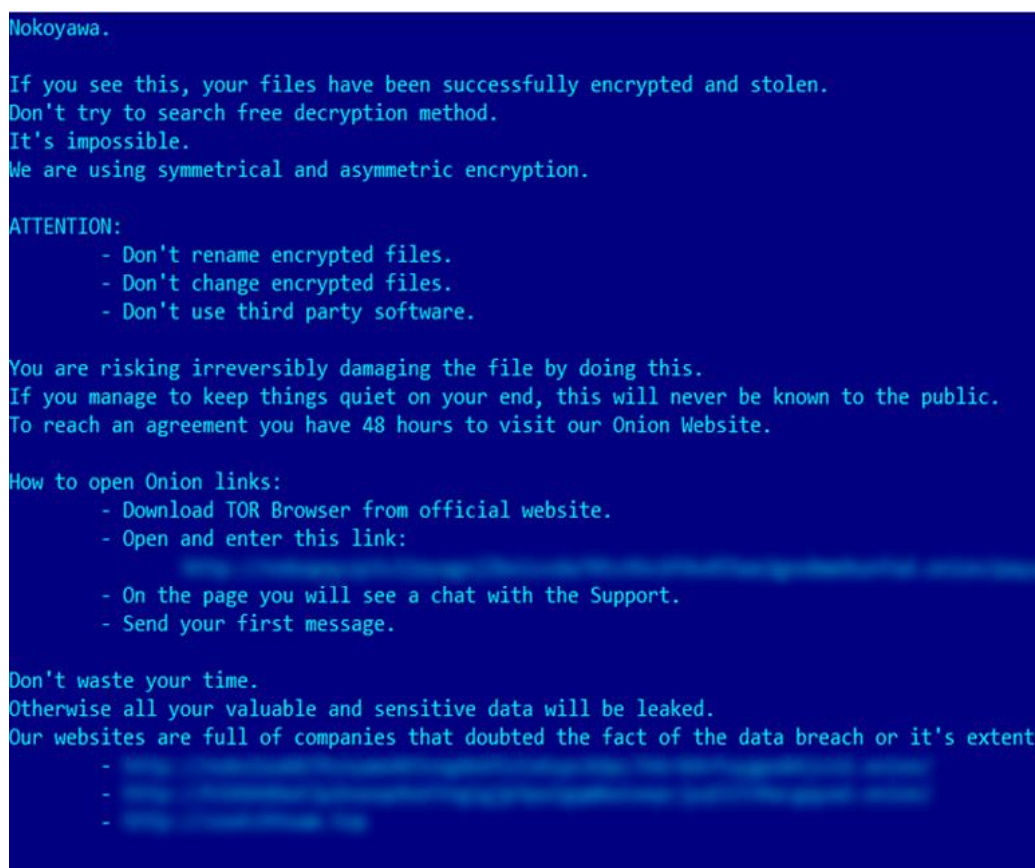 Nokoyawa.
If you see this, your files have been successfully encrypted and stolen.
Don't try to search free decryption method.
It's impossible.
We are using symmetrical and asymmetric encryption.
ATTENTION:
- Don't rename encrypted files.
- Don't change encrypted files.
- Don't use third party software.
You are risking irreversibly damaging the file by doing this.
If you manage to keep things quiet on your end, this will never be known to the public.
To reach an agreement you have 48 hours to visit our Onion Website.
How to open Onion links:
- Download TOR Browser from official website.
- Open and enter this link:
- On the page you will see a chat with the Support.
- Send your first message.
Don't waste your time.
Otherwise all your valuable and sensitive data will be leaked.
Our websites are full of companies that doubted the fact of the data breach or it's extent
-
-
-